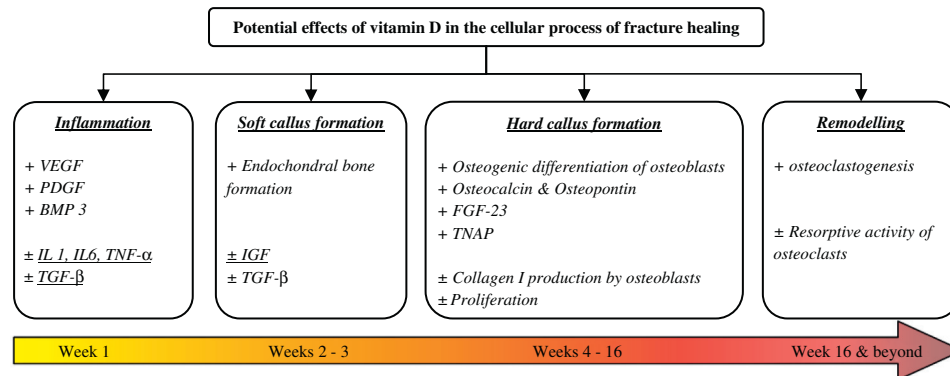 Potential effects of vitamin D in the cellular process of fracture healing
Inflammation
+ VEGF
+ PDGF
+ BMP 3
± IL 1, IL6, TNF-α
± TGF-β
Soft callus formation
+ Endochondral bone
formation
± IGF
± TGF-β
Hard callus formation
+ Osteogenic differentiation of osteoblasts
+ Osteocalcin & Osteopontin
+ FGF-23
+ TNAP
± Collagen I production by osteoblasts
± Proliferation
Remodelling
+ osteoclastogenesis
± Resorptive activity of
osteoclasts
Week 1
Weeks 2 - 3
Weeks 4 - 16
Week 16 & beyond